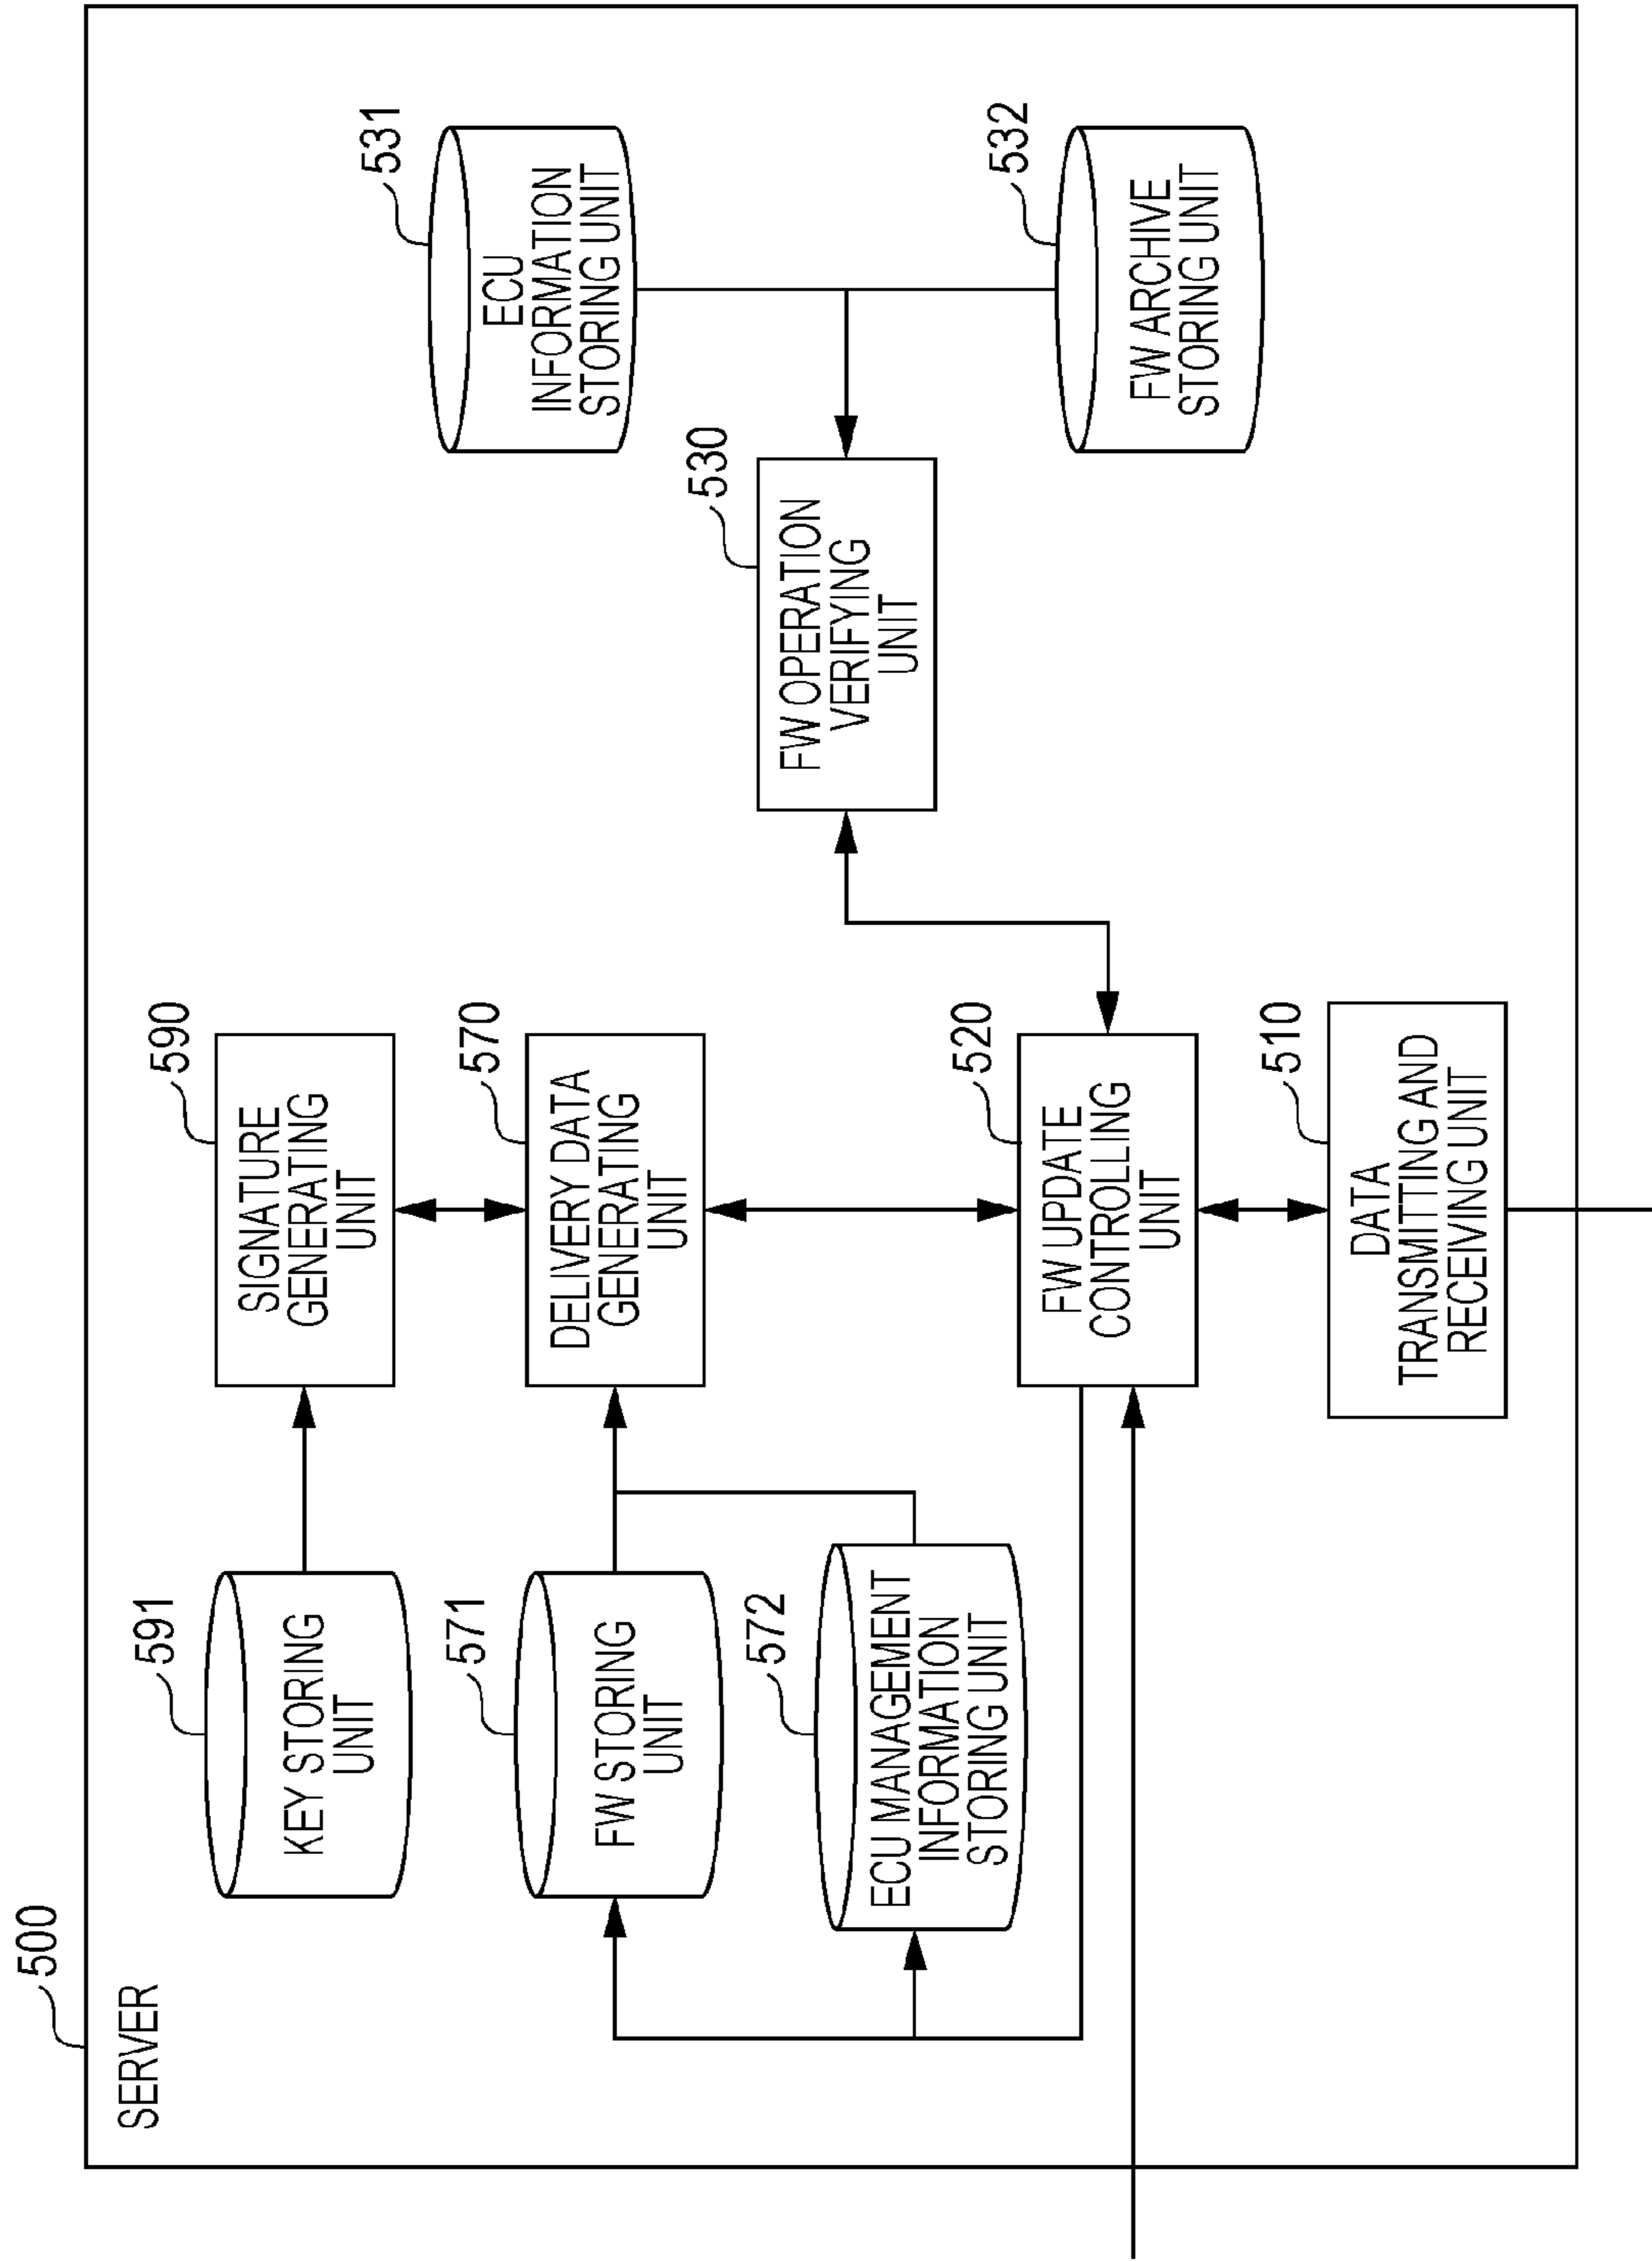 500
SERVER
591
KEY STORING
UNIT
590
SIGNATURE
GENERATING
UNIT
571
FW STORING
UNIT
570
DELIVERY DATA
GENERATING
UNIT
572
ECU MANAGEMENT
INFORMATION
STORING UNIT
520
FW UPDATE
CONTROLLING
UNIT
510
DATA
TRANSMITTING AND
RECEIVING UNIT
530
FW OPERATION
VERIFYING
UNIT
531
ECU
INFORMATION
STORING UNIT
532
FW ARCHIVE
STORING UNIT